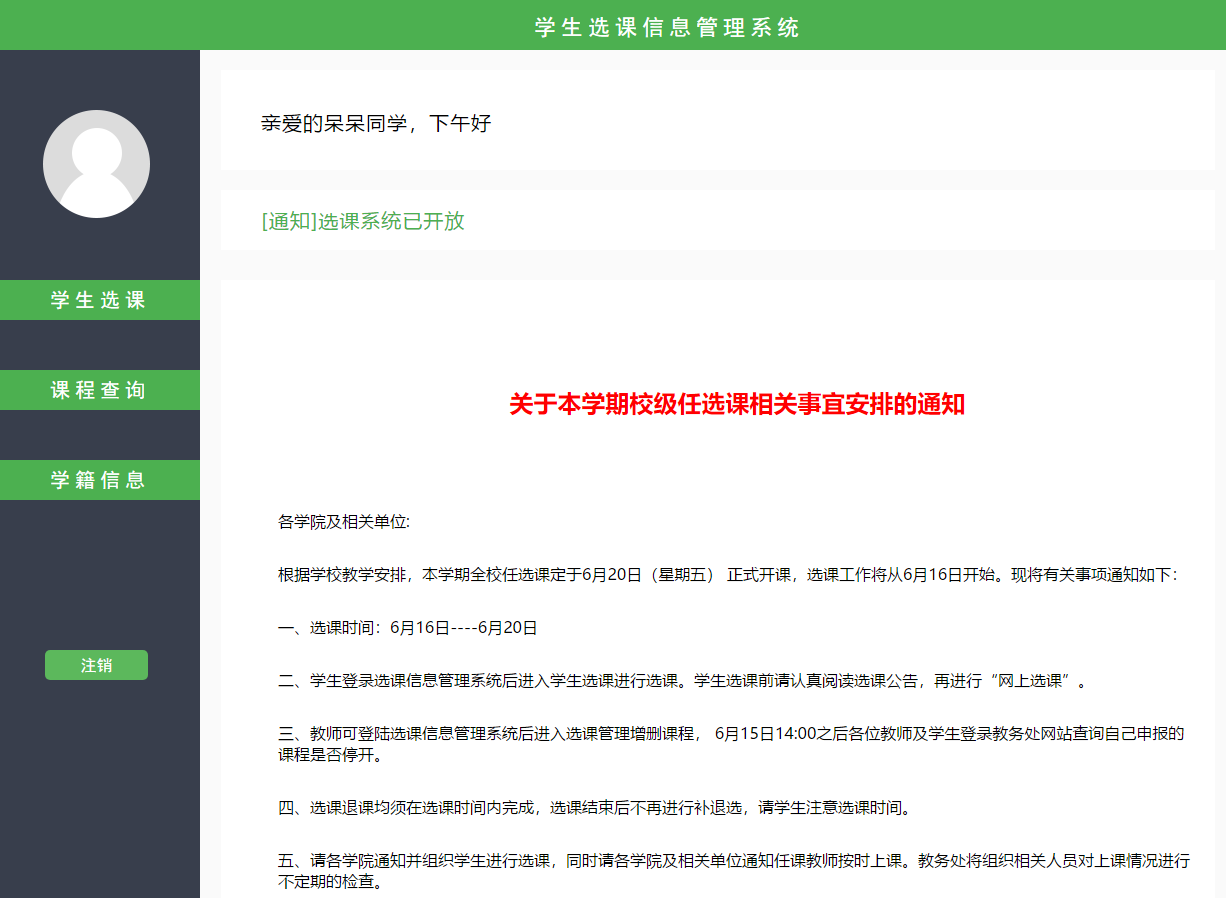 学生选课信息管理系统
亲爱的呆呆同学，下午好
[通知]选课系统已开放
学生选课
课程查询
学籍信息
注销
关于本学期校级任选课相关事宜安排的通知
各学院及相关单位:
根据学校教学安排，本学期全校任选课定于6月20日（星期五） 正式开课，选课工作将从6月16日开始。现将有关事项通知如下：
一、选课时间：6月16日----6月20日
二、学生登录选课信息管理系统后进入学生选课进行选课。学生选课前请认真阅读选课公告，再进行“网上选课”。
三、教师可登陆选课信息管理系统后进入选课管理增删课程， 6月15日14:00之后各位教师及学生登录教务处网站查询自己申报的
课程是否停开。
四、选课退课均须在选课时间内完成，选课结束后不再进行补退选，请学生注意选课时间。
五、请各学院通知并组织学生进行选课，同时请各学院及相关单位通知任课教师按时上课。教务处将组织相关人员对上课情况进行
不定期的检查。